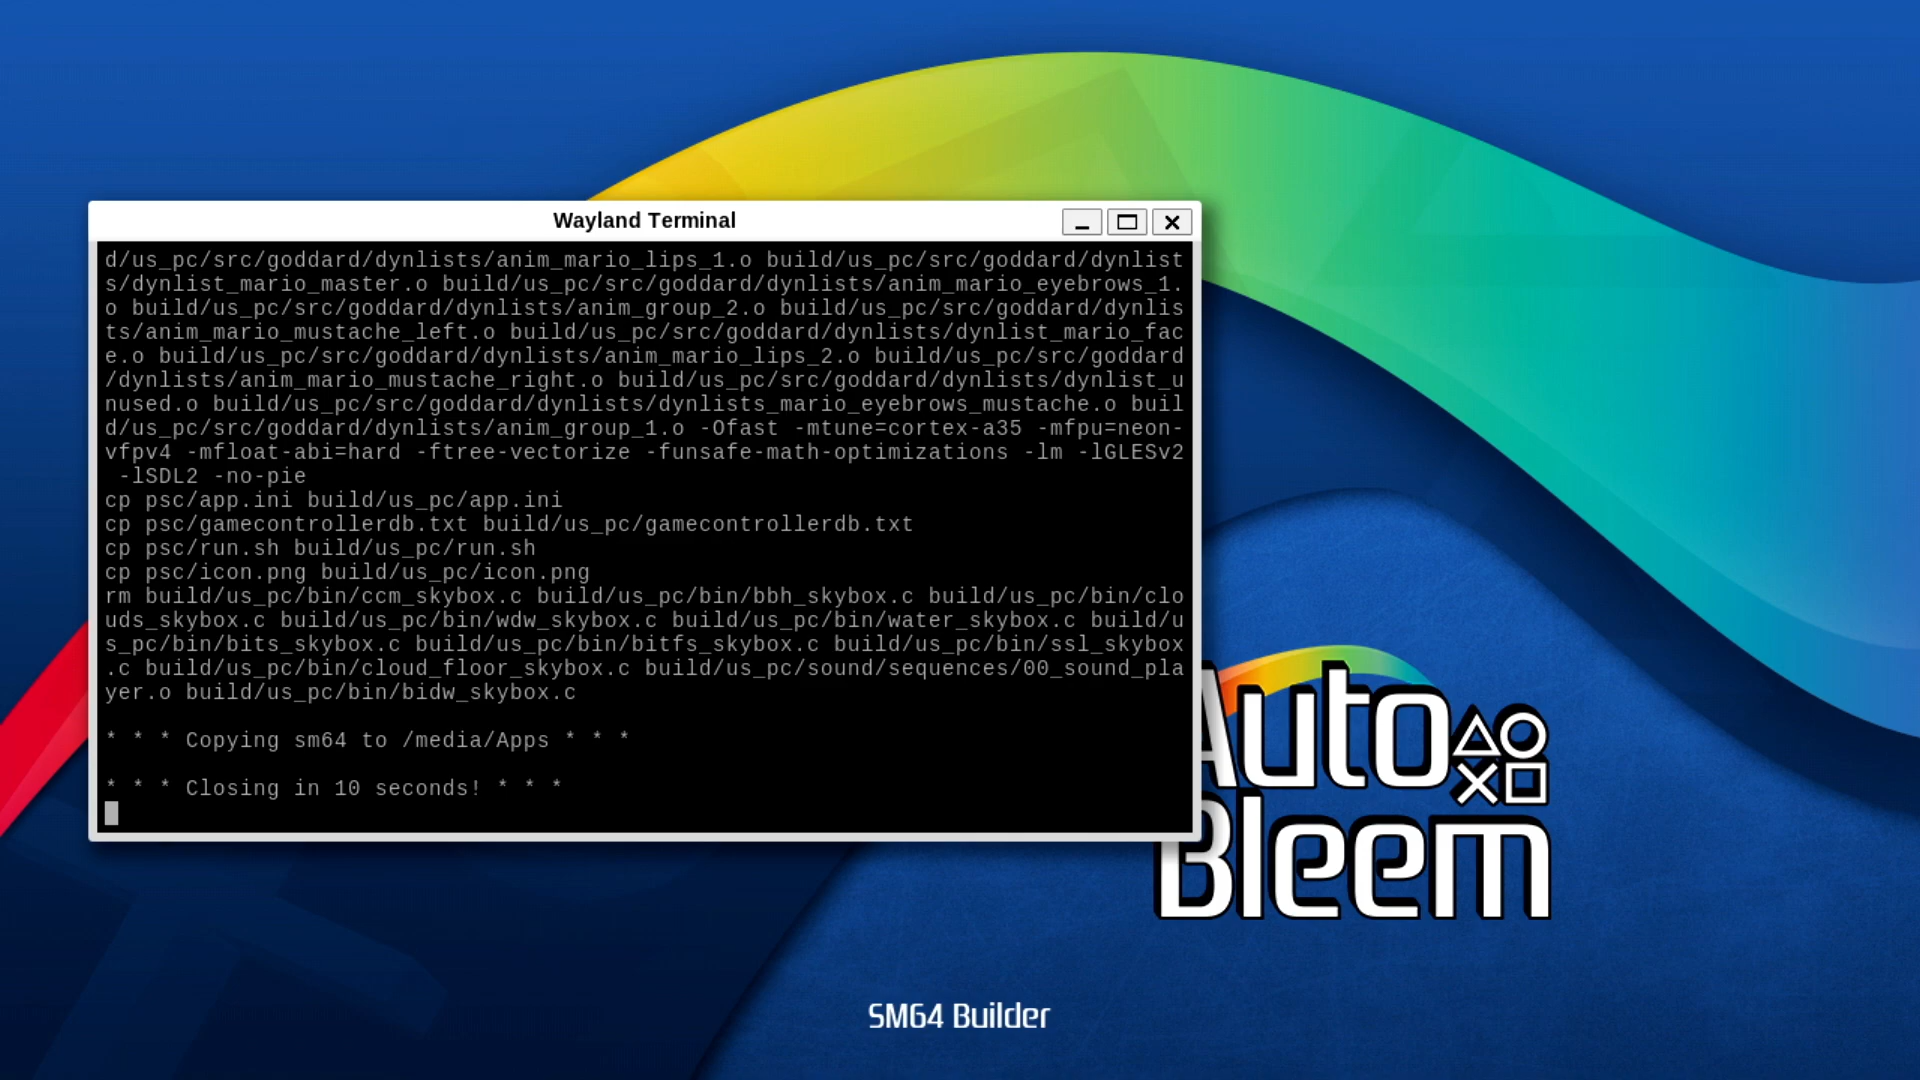 Wayland Terminal
d/us_pc/src/goddard/dynlists/anim_mario_lips_1.o build/us_pc/src/goddard/dynlist
s/dynlist_mario_master.o build/us_pc/src/goddard/dynlists/anim_mario_eyebrows_1.
o build/us_pc/src/goddard/dynlists/anim_group_2.o build/us_pc/src/goddard/dynlis
ts/anim_mario_mustache_left.o build/us_pc/src/goddard/dynlists/dynlist_mario_fac
e.o build/us_pc/src/goddard/dynlists/anim_mario_lips_2.o build/us_pc/src/goddard
/dynlists/anim_mario_mustache_right.o build/us_pc/src/goddard/dynlists/dynlist_u
nused.o build/us_pc/src/goddard/dynlists/dynlists_mario_eyebrows_mustache.o buil
d/us_pc/src/goddard/dynlists/anim_group_1.o -Ofast -mtune=cortex-a35 -mfpu=neon-
vfpv4 -mfloat-abi=hard -ftree-vectorize -funsafe-math-optimizations -lm -lGLESv2
 -lSDL2 -no-pie
cp psc/app.ini build/us_pc/app.ini
cp psc/gamecontrollerdb.txt build/us_pc/gamecontrollerdb.txt
cp psc/run.sh build/us_pc/run.sh
cp psc/icon.png build/us_pc/icon.png
rm build/us_pc/bin/ccm_skybox.c build/us_pc/bin/bbh_skybox.c build/us_pc/bin/clo
uds_skybox.c build/us_pc/bin/wdw_skybox.c build/us_pc/bin/water_skybox.c build/u
s_pc/bin/bits_skybox.c build/us_pc/bin/bitfs_skybox.c build/us_pc/bin/ssl_skybox
.c build/us_pc/bin/cloud_floor_skybox.c build/us_pc/sound/sequences/00_sound_pla
yer.o build/us_pc/bin/bidw_skybox.c
* * * Copying sm64 to /media/Apps * * *
* * * Closing in 10 seconds! * * *
Auto
Bleem
SM64 Builder